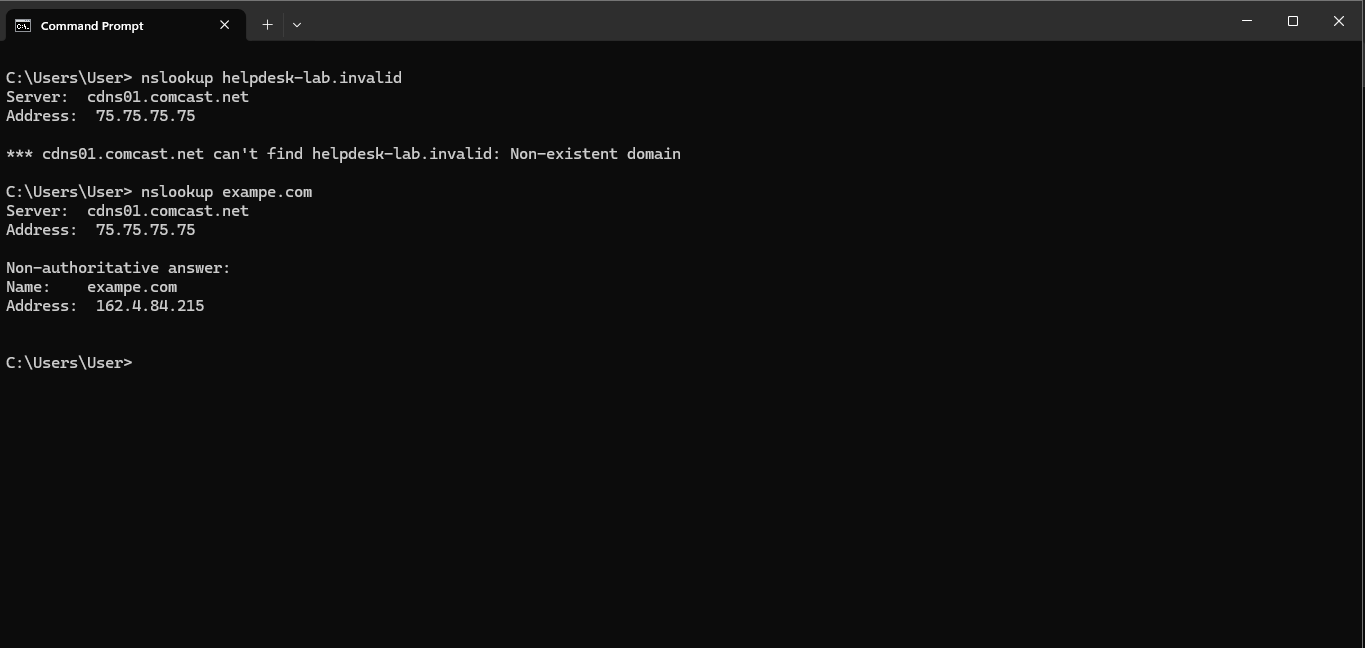 Command Prompt
C:\Users\User> nslookup helpdesk-lab.invalid
Server:  cdns01.comcast.net
Address:  75.75.75.75
*** cdns01.comcast.net can't find helpdesk-lab.invalid: Non-existent domain
C:\Users\User> nslookup exampe.com
Server:  cdns01.comcast.net
Address:  75.75.75.75
Non-authoritative answer:
Name:    exampe.com
Address:  162.4.84.215
C:\Users\User>